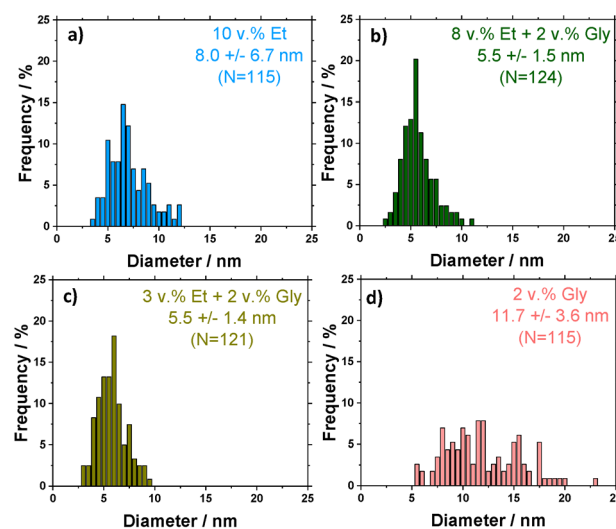 a)
10 v.% Et
8.0 +/- 6.7 nm
(N=115)
Frequency / %
25
20
15
10
5
0
0 5 10 15 20 25
Diameter / nm
b)
8 v.% Et + 2 v.% Gly
5.5 +/- 1.5 nm
(N=124)
Frequency / %
25
20
15
10
5
0
0 5 10 15 20 25
Diameter / nm
c)
3 v.% Et + 2 v.% Gly
5.5 +/- 1.4 nm
(N=121)
Frequency / %
25
20
15
10
5
0
0 5 10 15 20 25
Diameter / nm
d)
2 v.% Gly
11.7 +/- 3.6 nm
(N=115)
Frequency / %
25
20
15
10
5
0
0 5 10 15 20 25
Diameter / nm